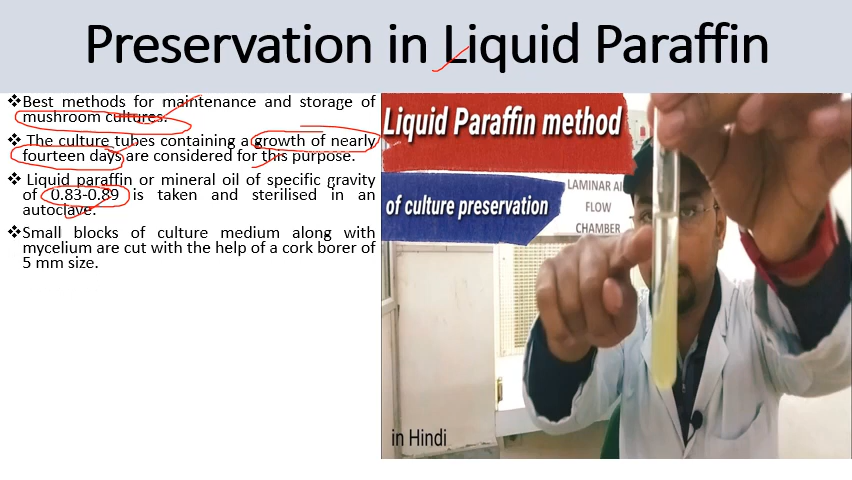 Preservation in Liquid Paraffin
❖Best methods for maintenance and storage of
mushroom cultures.
❖ The culture tubes containing a growth of nearly
fourteen days are considered for this purpose.
❖ Liquid paraffin or mineral oil of specific gravity
of 0.83-0.89 is taken and sterilised in an
autoclave.
❖Small blocks of culture medium along with
mycelium are cut with the help of a cork borer of
5 mm size.
Liquid Paraffin method
of culture preservation
LAMINAR AI
FLOW
CHAMBER
in Hindi